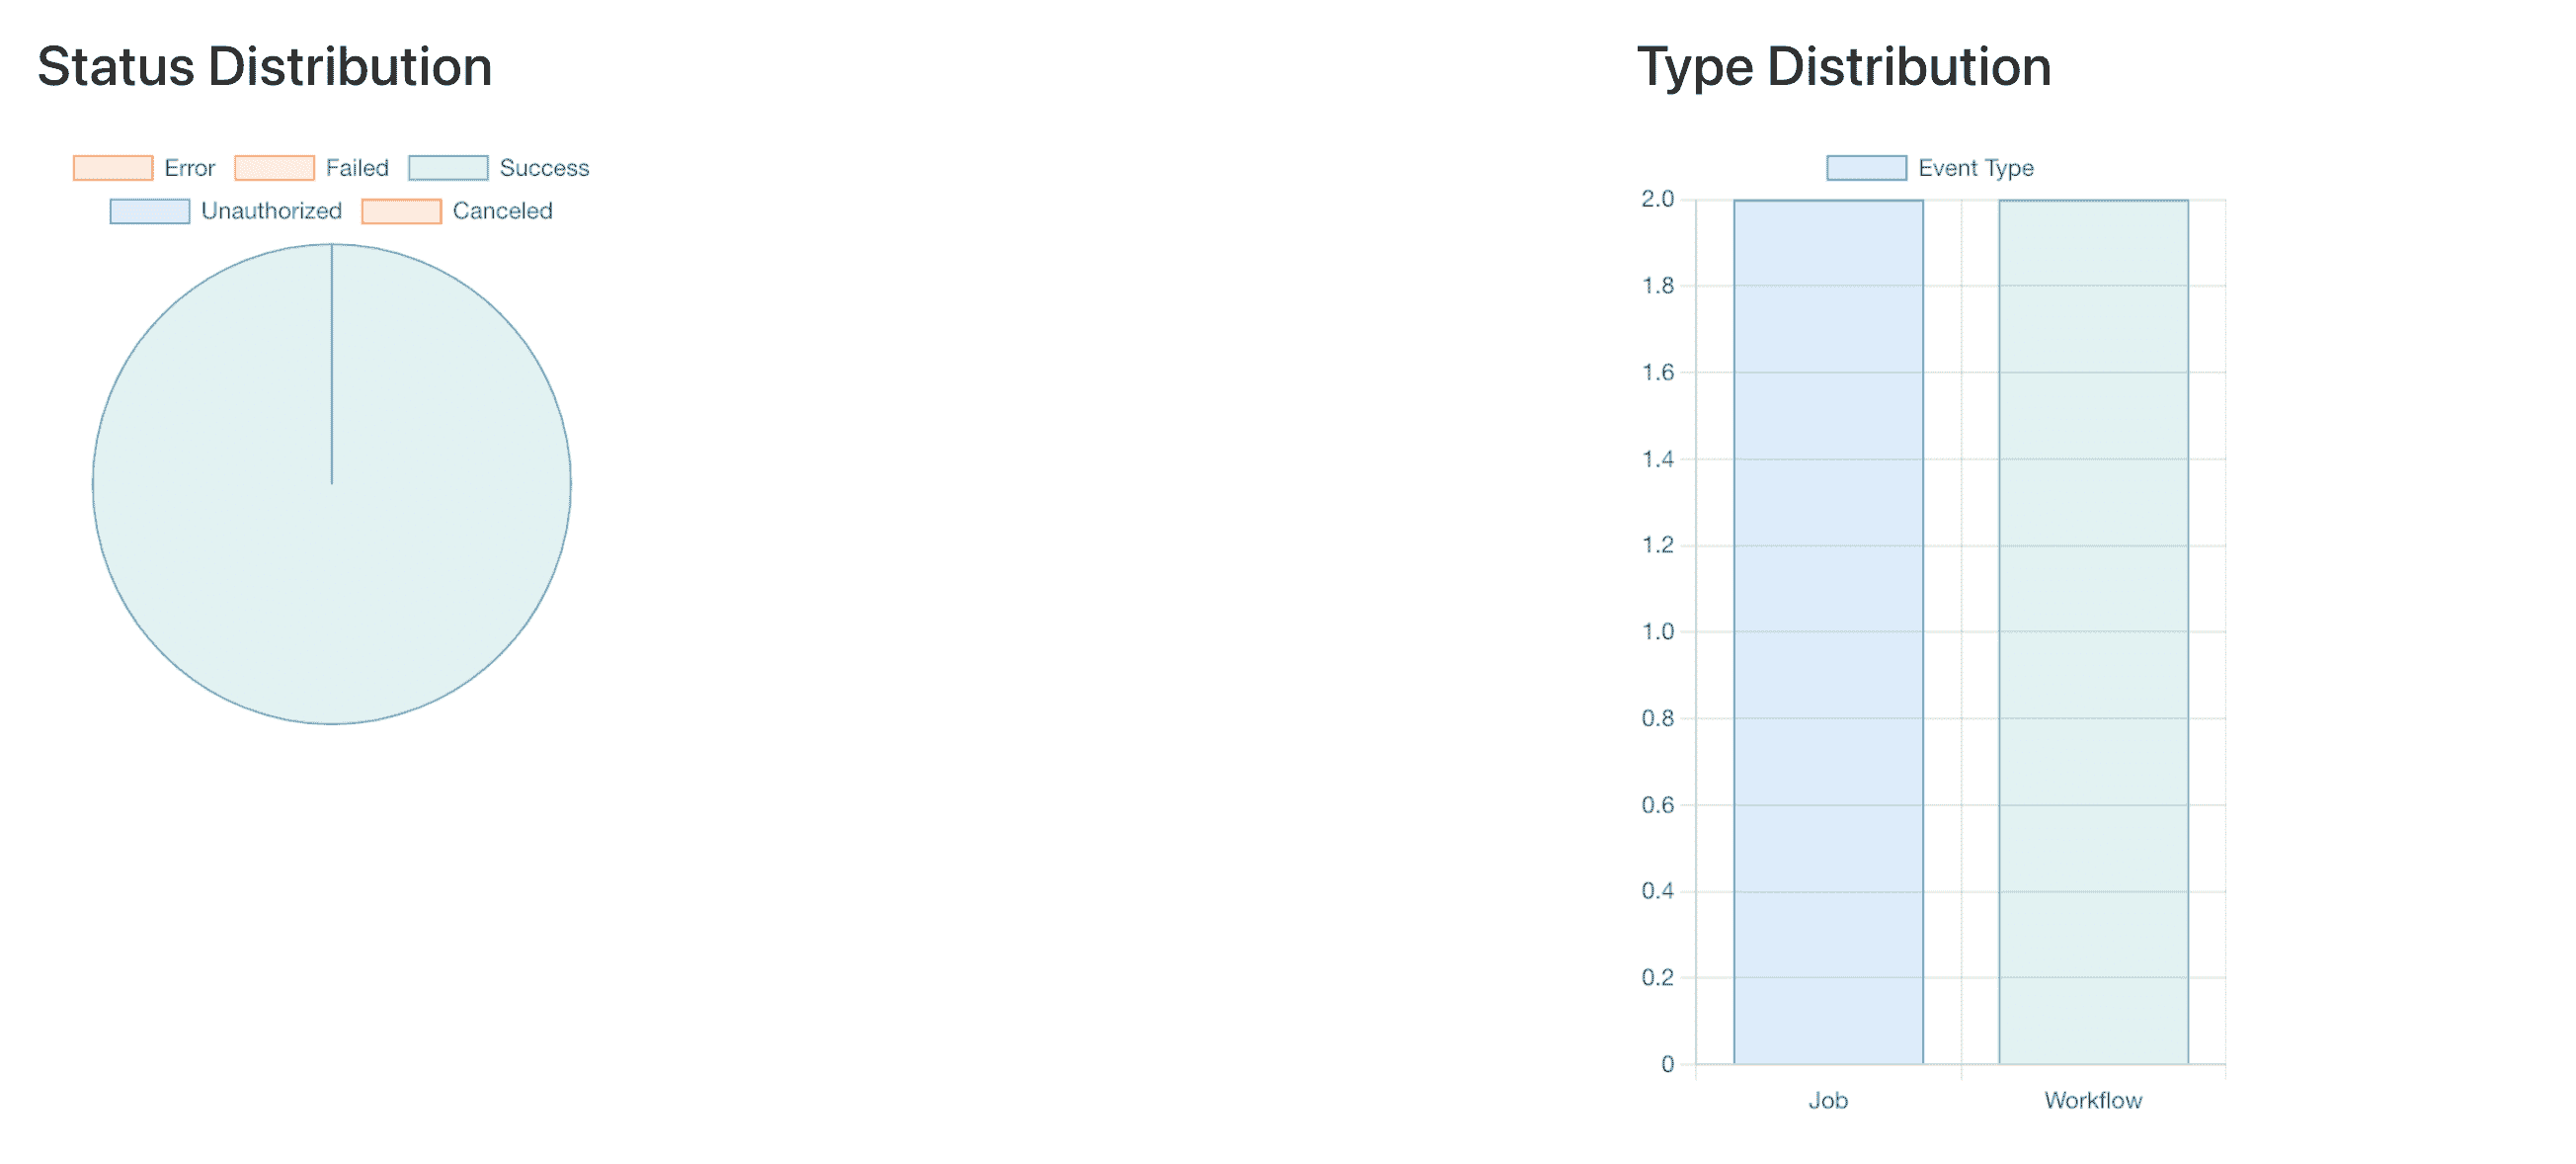 Status Distribution
Error Failed Success
Unauthorized Canceled
Type Distribution
Event Type
2.0
1.8
1.6
1.4
1.2
1.0
0.8
0.6
0.4
0.2
0
Job Workflow